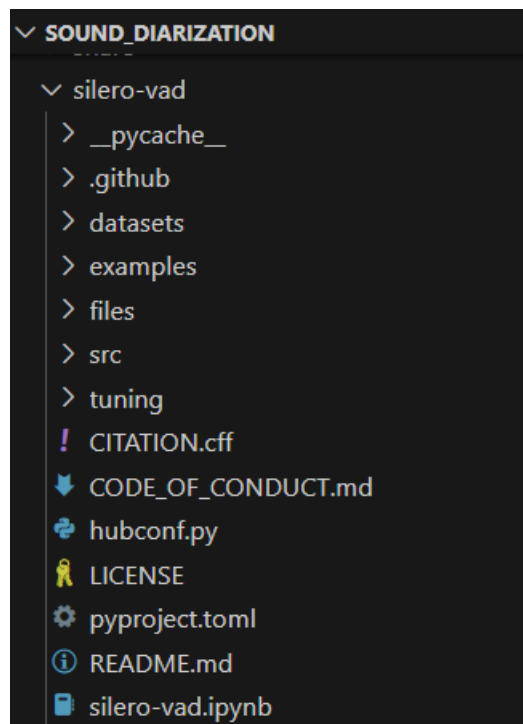 SOUND_DIARIZATION
silero-vad
__pycache__
.github
datasets
examples
files
src
tuning
CITATION.cff
CODE_OF_CONDUCT.md
hubconf.py
LICENSE
pyproject.toml
README.md
silero-vad.ipynb